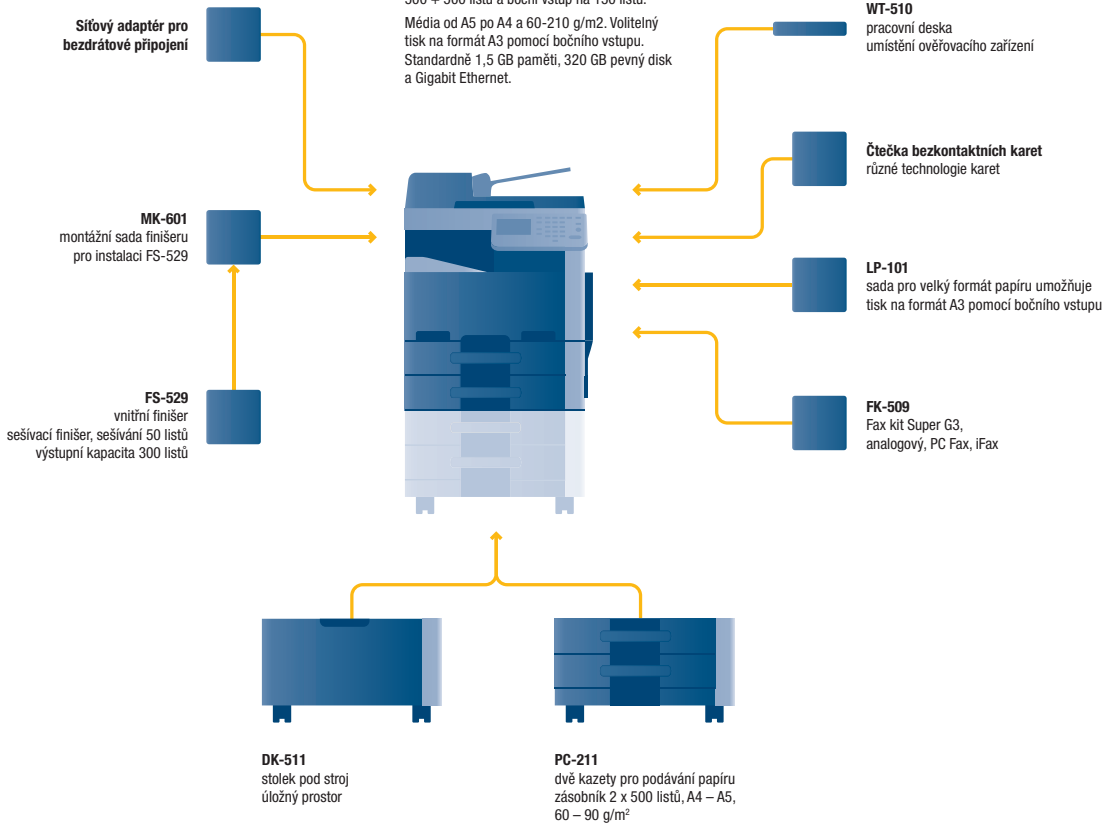 Síťový adaptér pro
bezdrátové připojení
Média od A5 po A4 a 60-210 g/m2. Volitelný
tisk na formát A3 pomocí bočního vstupu.
Standardně 1,5 GB paměti, 320 GB pevný disk
a Gigabit Ethernet.
WT-510
pracovní deska
umístění ověřovacího zařízení
Čtečka bezkontaktních karet
různé technologie karet
MK-601
montážní sada finišeru
pro instalaci FS-529
LP-101
sada pro velký formát papíru umožňuje
tisk na formát A3 pomocí bočního vstupu
FS-529
vnitřní finišer
sešívací finišer, sešívání 50 listů
výstupní kapacita 300 listů
FK-509
Fax kit Super G3,
analogový, PC Fax, iFax
DK-511
stolek pod stroj
úložný prostor
PC-211
dvě kazety pro podávání papíru
zásobník 2 x 500 listů, A4 – A5,
60 – 90 g/m²